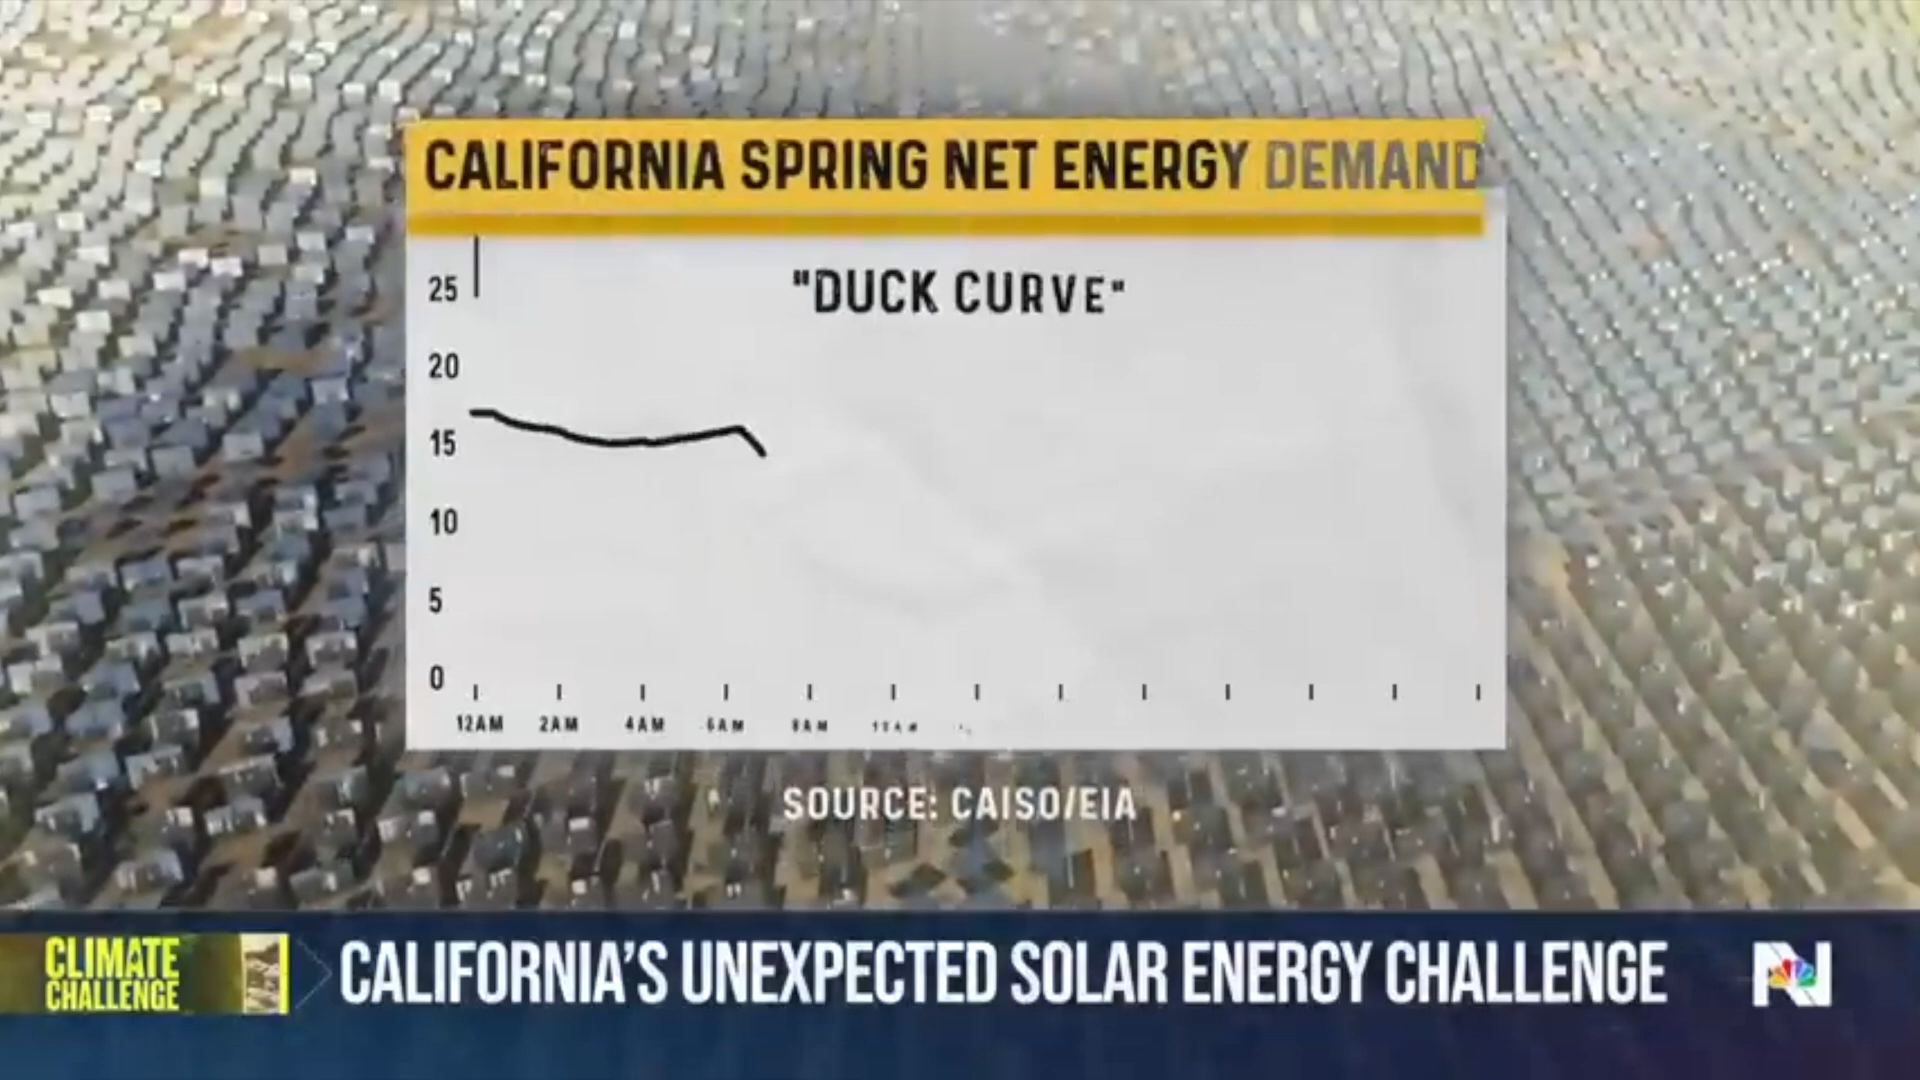 CALIFORNIA SPRING NET ENERGY DEMAND
"DUCK CURVE"
25
20
15
10
5
0
12AM 2AM 4AM 6AM 8AM 10AM
SOURCE: CAISO/EIA
CLIMATE
CHALLENGE
CALIFORNIA'S UNEXPECTED SOLAR ENERGY CHALLENGE
N